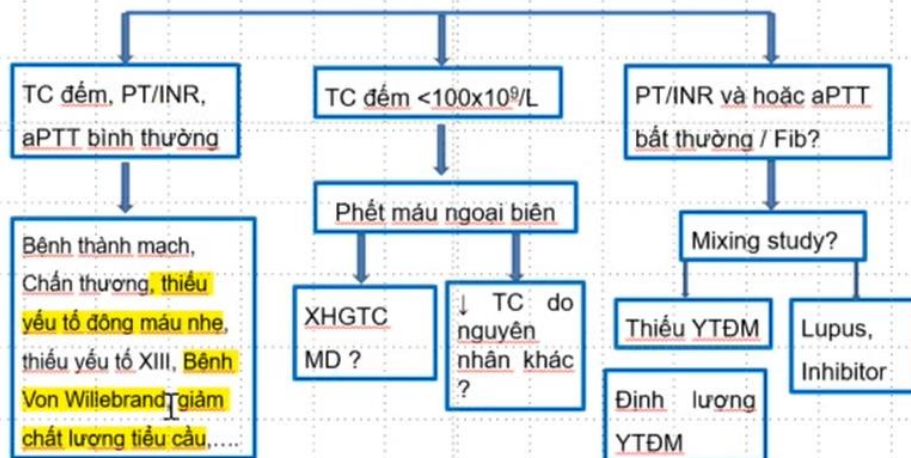 TC đếm, PT/INR,
aPTT bình thường
TC đếm <100x10⁹/L
PT/INR và hoặc aPTT
bất thường / Fib?
Phết máu ngoại biên
Mixing study?
Bệnh thành mạch,
Chấn thương, thiếu
yếu tố đông máu nhẹ,
thiếu yếu tố XIII, Bệnh
Von Willebrand, giảm
chất lượng tiểu cầu,....
XHGTC
MD ?
↓ TC do
nguyên
nhân khác
?
Thiếu YTĐM
Lupus,
Inhibitor
Định lượng
YTĐM